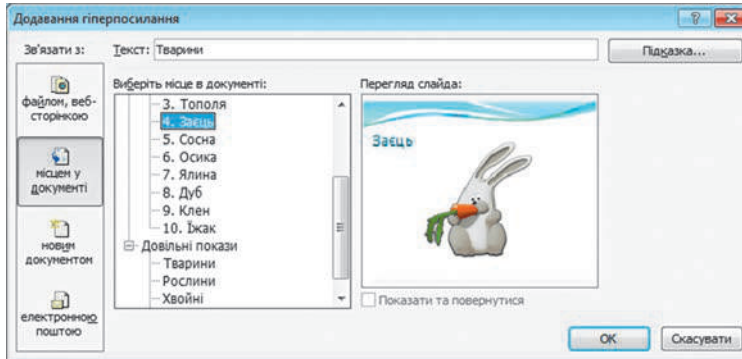 Додавання гіперпосилання
Зв'язати з:
Текст: Тварини
Підказка...
файлом, веб-
сторінкою
місцем у
документі
новим
документом
електронною
поштою
Виберіть місце в документі:
3. Тополя
4. Заєць
5. Сосна
6. Осика
7. Ялина
8. Дуб
9. Клен
10. Їжак
Довільні покази
Тварини
Рослини
Хвойні
Перегляд слайда:
Заєць
Показати та повернутися
ОК
Скасувати